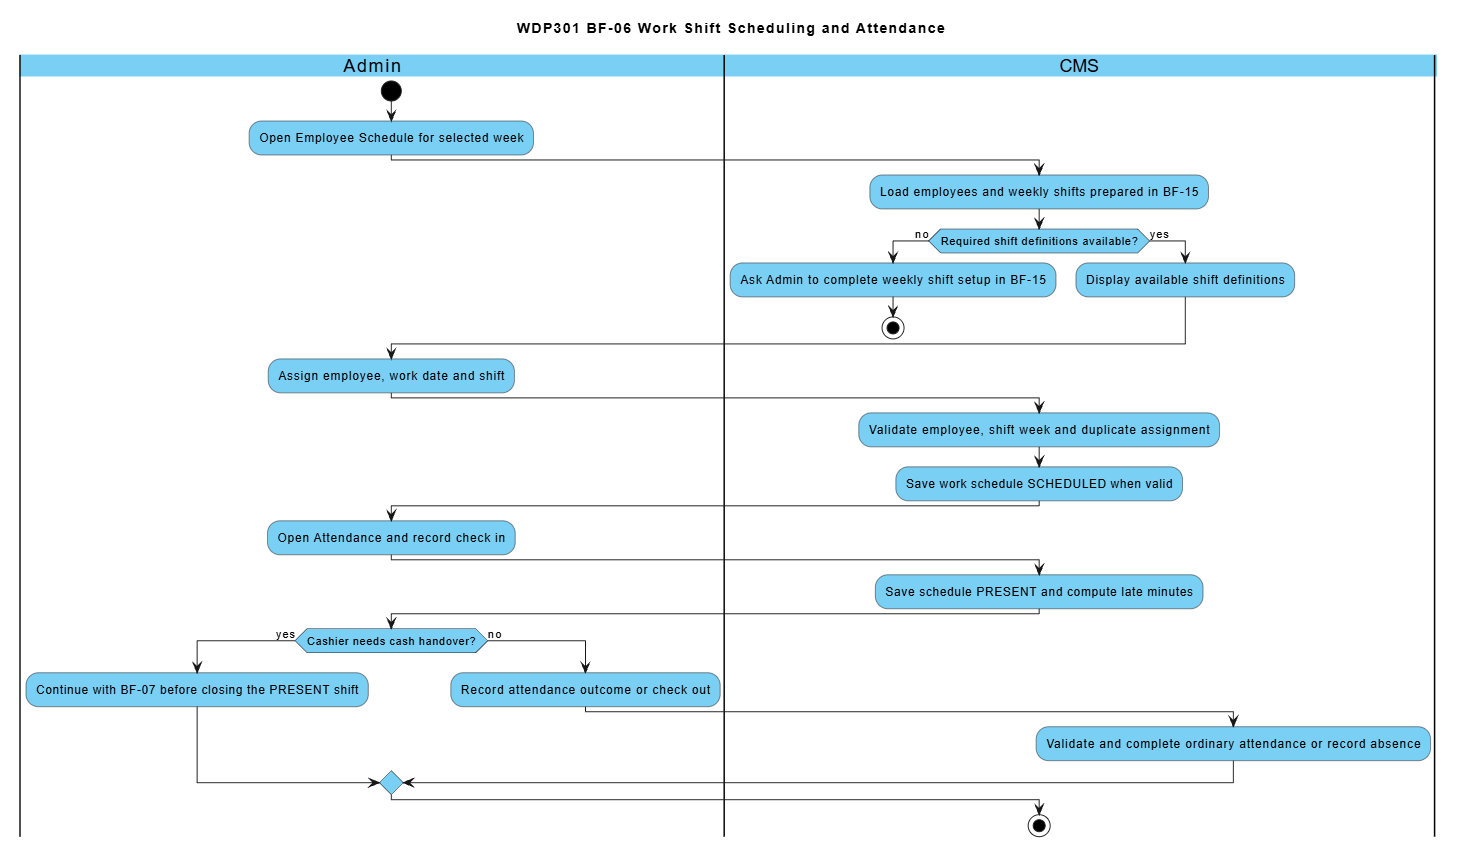 WDP301 BF-06 Work Shift Scheduling and Attendance
Admin
CMS
Open Employee Schedule for selected week
Load employees and weekly shifts prepared in BF-15
no
Required shift definitions available?
yes
Ask Admin to complete weekly shift setup in BF-15
Display available shift definitions
Assign employee, work date and shift
Validate employee, shift week and duplicate assignment
Save work schedule SCHEDULED when valid
Open Attendance and record check in
Save schedule PRESENT and compute late minutes
yes
Cashier needs cash handover?
no
Continue with BF-07 before closing the PRESENT shift
Record attendance outcome or check out
Validate and complete ordinary attendance or record absence